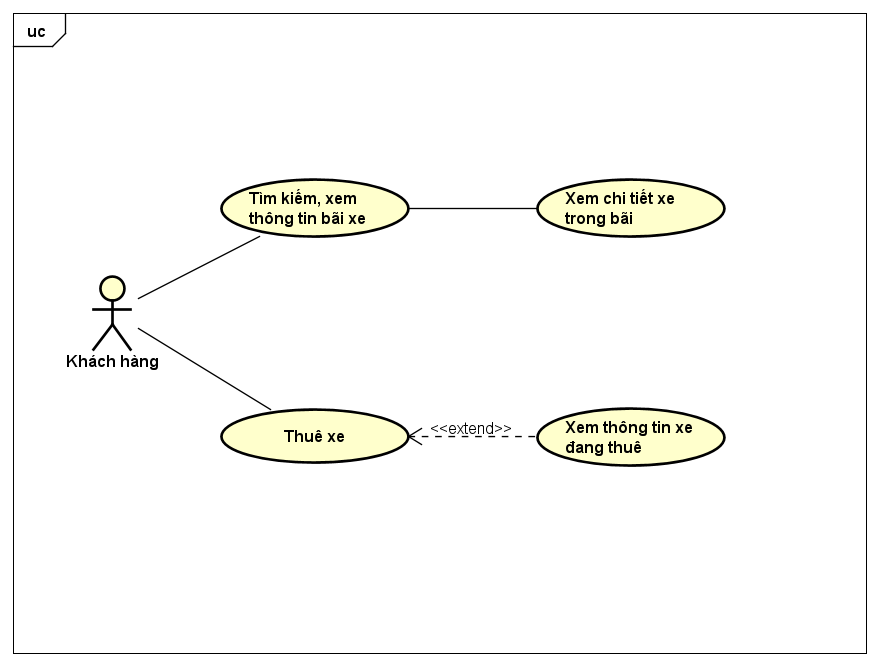 uc
Tìm kiếm, xem
thông tin bãi xe
Xem chi tiết xe
trong bãi
Khách hàng
Thuê xe
<<extend>>
Xem thông tin xe
đang thuê